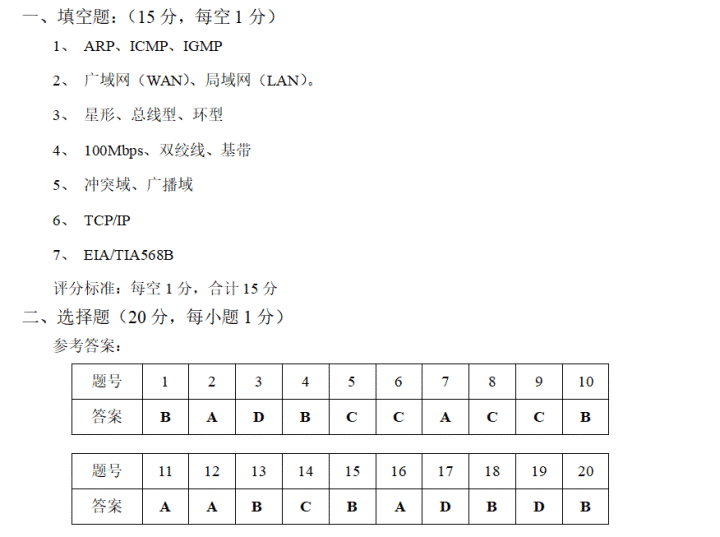 一、填空题：（15 分，每空 1 分）
1、 ARP、ICMP、IGMP
2、 广域网（WAN）、局域网（LAN）。
3、 星形、总线型、环型
4、 100Mbps、双绞线、基带
5、 冲突域、广播域
6、 TCP/IP
7、 EIA/TIA568B
评分标准：每空 1 分，合计 15 分
二、选择题（20 分，每小题 1 分）
参考答案：
题号 1 2 3 4 5 6 7 8 9 10
答案 B A D B C C A C C B
题号 11 12 13 14 15 16 17 18 19 20
答案 A A B C B A D B D B